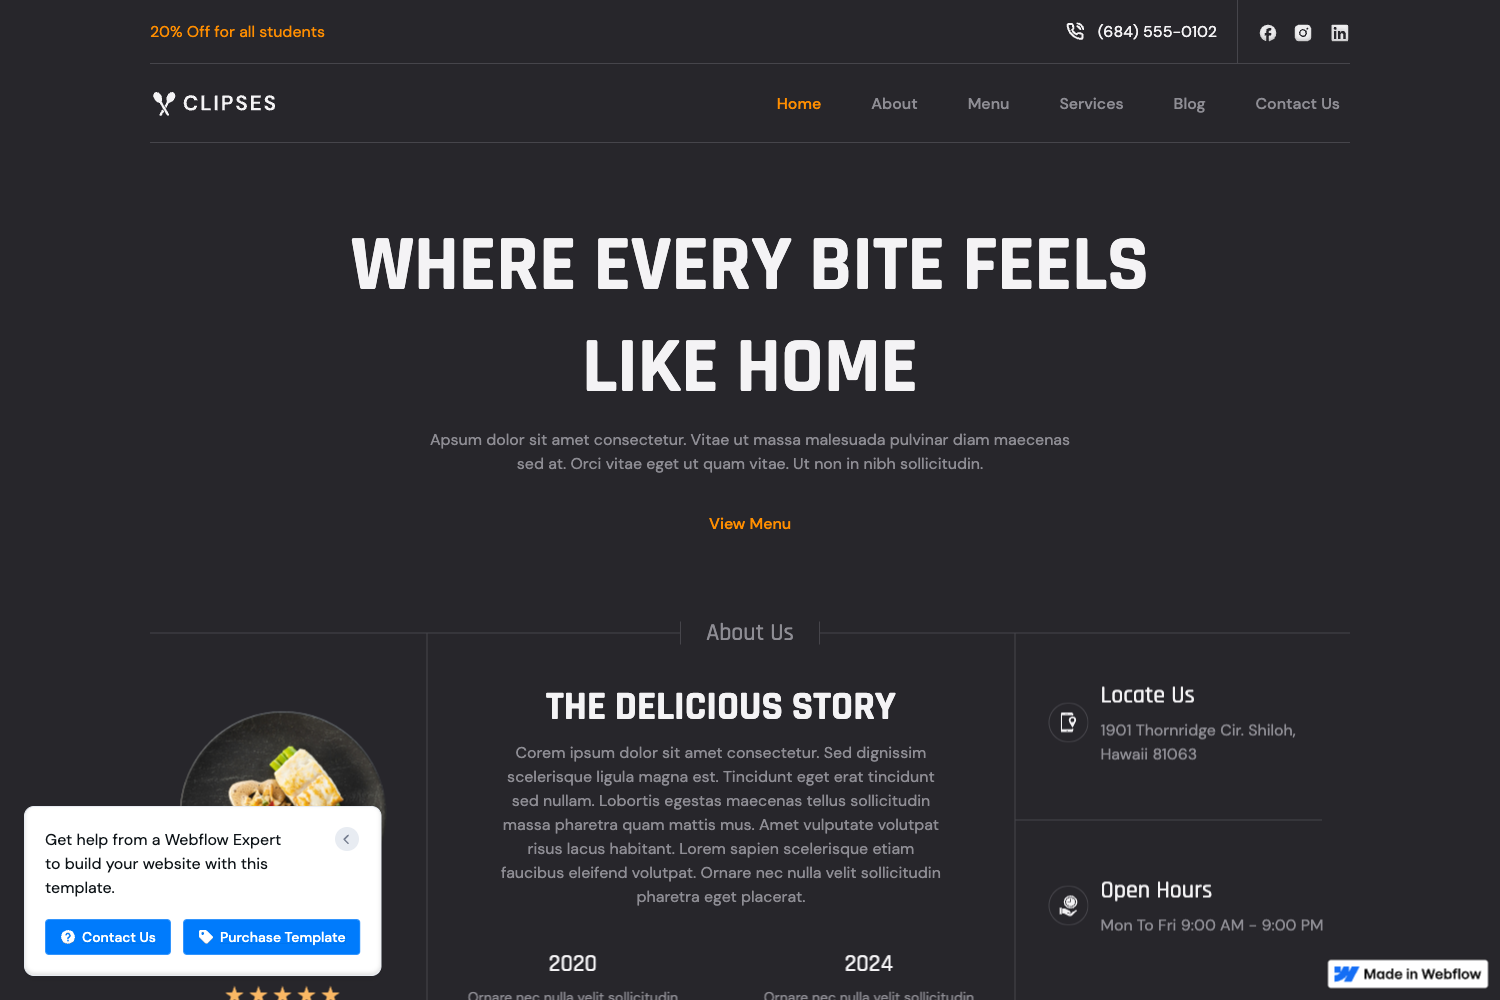 20% Off for all students
(684) 555-0102
CLIPSES
Home
About
Menu
Services
Blog
Contact Us
WHERE EVERY BITE FEELS
LIKE HOME
Apsum dolor sit amet consectetur. Vitae ut massa malesuada pulvinar diam maecenas
sed at. Orci vitae eget ut quam vitae. Ut non in nibh sollicitudin.
View Menu
About Us
THE DELICIOUS STORY
Corem ipsum dolor sit amet consectetur. Sed dignissim
scelerisque ligula magna est. Tincidunt eget erat tincidunt
sed nullam. Lobortis egestas maecenas tellus sollicitudin
massa pharetra quam mattis mus. Amet vulputate volutpat
risus lacus habitant. Lorem sapien scelerisque etiam
faucibus eleifend volutpat. Ornare nec nulla velit sollicitudin
pharetra eget placerat.
2020
Ornare nec nulla velit sollicitudin
2024
Ornare nec nulla velit sollicitudin
Locate Us
1901 Thornridge Cir. Shiloh,
Hawaii 81063
Open Hours
Mon To Fri 9:00 AM - 9:00 PM
Get help from a Webflow Expert
to build your website with this
template.
Contact Us
Purchase Template
Made in Webflow